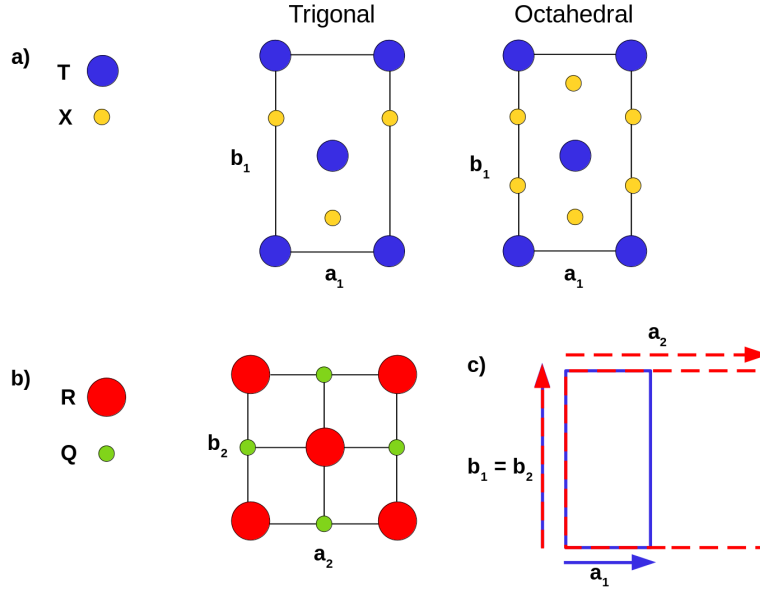 Trigonal
Octahedral
a)
T
X
b₁
a₁
b₁
a₁
b)
R
Q
b₂
a₂
c)
a₂
b₁ = b₂
a₁